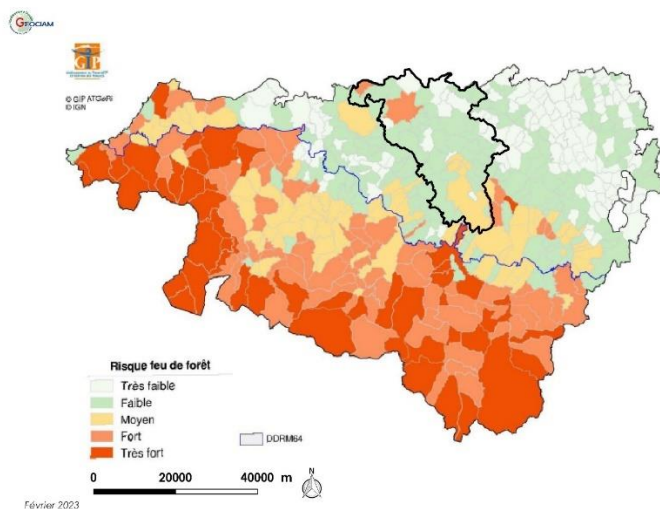 GEOCIAM
GIP
© GIP ATGeRi
© IGN
Risque feu de forêt
Très faible
Faible
Moyen
Fort
Très fort
DDRM64
0 20000 40000 m
N
Février 2023